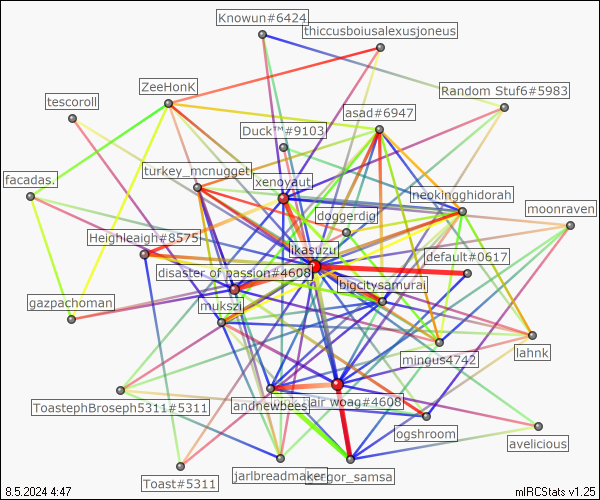 Knowun#6424
thiccusboiusalexusjoneus
ZeeHonK
Random Stuf6#5983
tescoroll
asad#6947
Duck™#9103
turkey_mcnugget
xenoyaut
facadas.
neokingghidorah
moonraven
doggerdig
Heighleaigh#8575
ikasuzu
default#0617
disaster of passion#4608
bigcitysamurai
gazpachoman
mukszi
mingus4742
lahnk
ToastephBroseph5311#5311
andnewbees
lair woag#4608
ogshroom
avelicious
Toast#5311
jarlbreadmaker
gregor_samsa
8.5.2024 4:47
mIRCStats v1.25